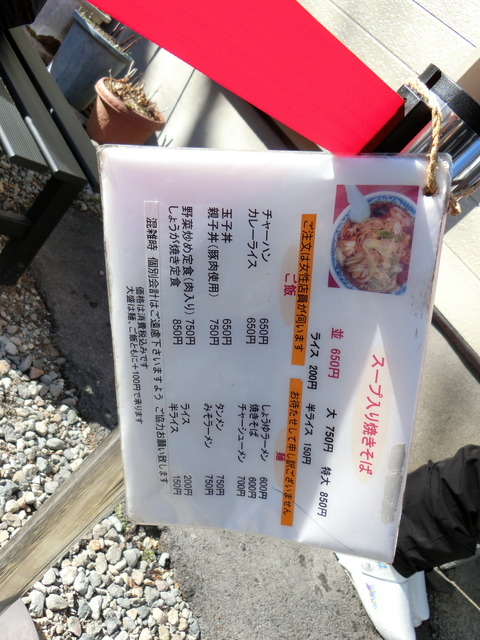 スープ入り焼きそば
並 650円 大 750円 特大 850円
ライス 200円 半ライス 150円
ご注文は女性店員が伺います
お待たせして申し訳ございません
ご飯
チャーハン 650円
カレーライス 650円
玉子丼 650円
親子丼(豚肉使用) 750円
野菜炒め定食(肉入り) 750円
しょうが焼き定食 850円
麺
しょうゆラーメン 600円
焼きそば 600円
チャーシューメン 700円
タンメン 750円
みそラーメン 750円
ライス 200円
半ライス 150円
混雑時 個別会計はご遠慮下さいますよう ご協力お願い致します
価格は消費税込みです
大盛は麺、ご飯ともに+100円で承ります